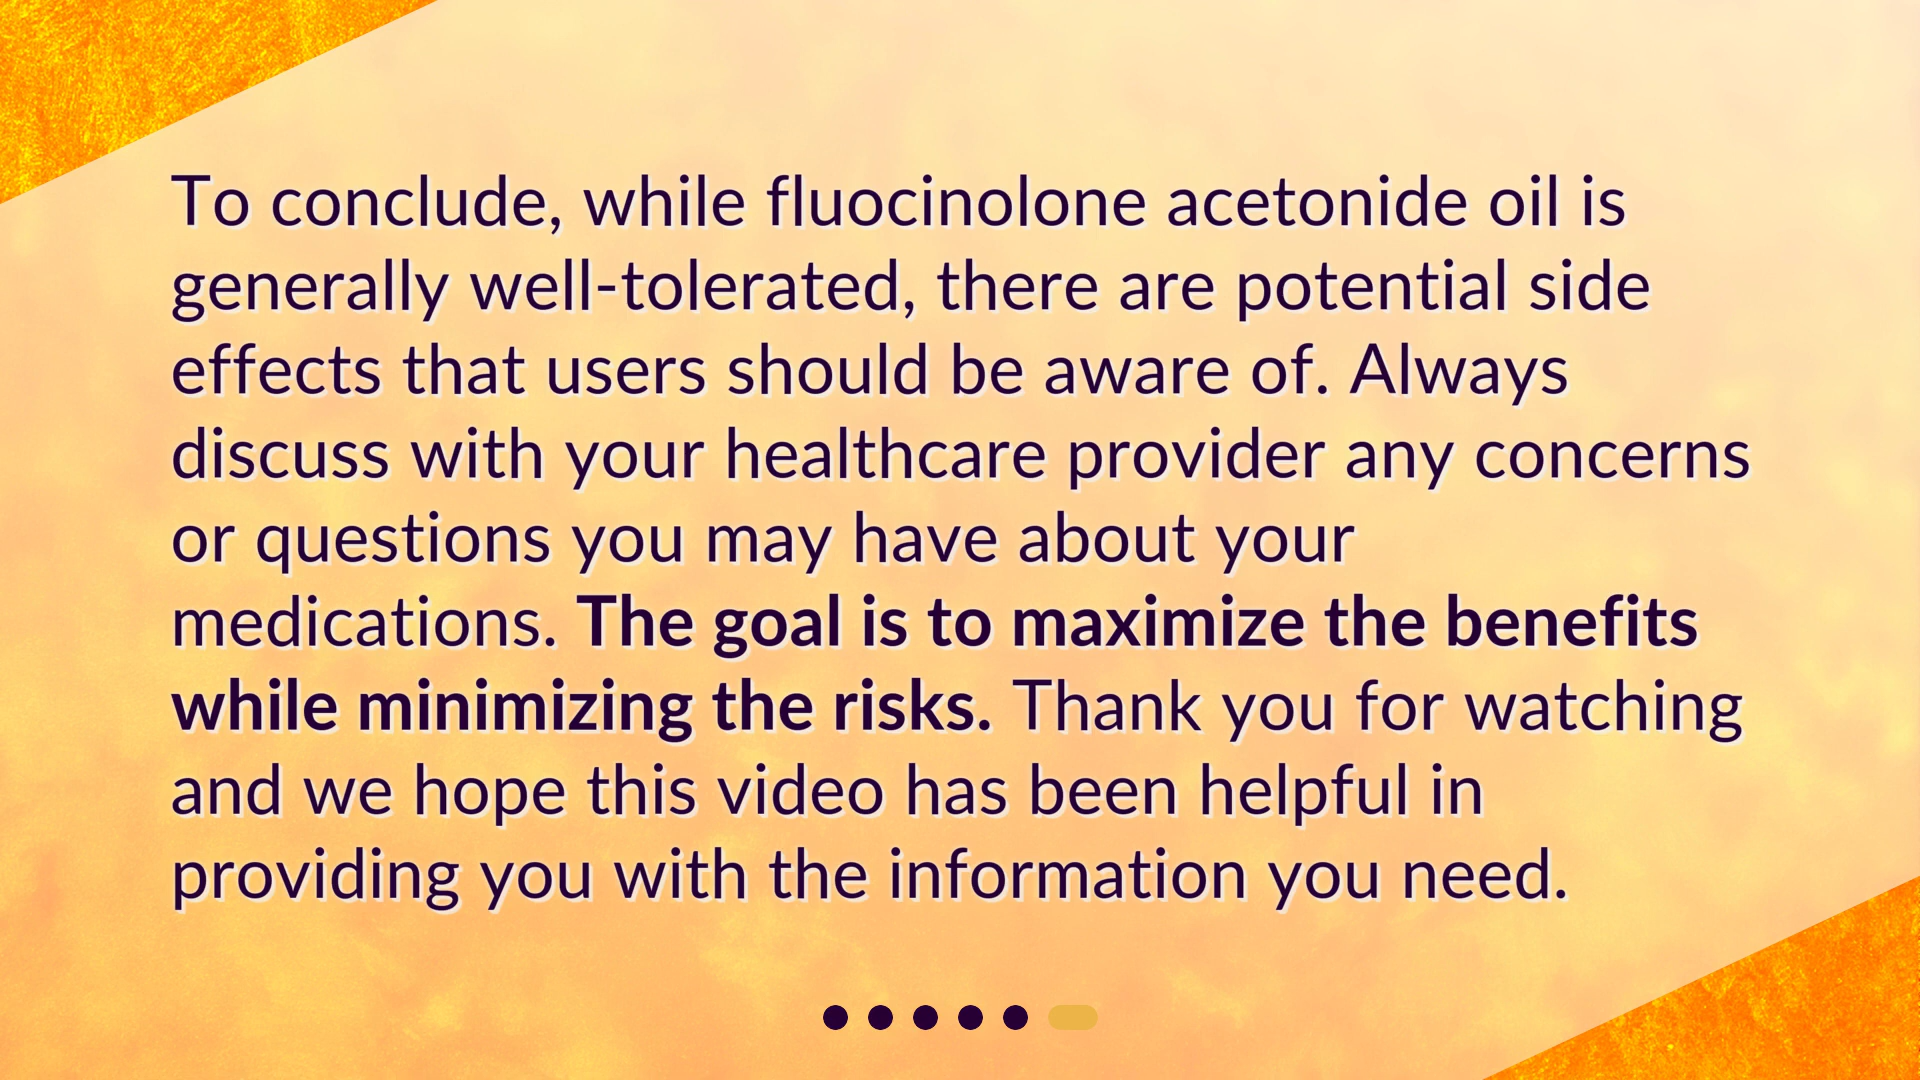 To conclude, while fluocinolone acetonide oil is
generally well-tolerated, there are potential side
effects that users should be aware of. Always
discuss with your healthcare provider any concerns
or questions you may have about your
medications. The goal is to maximize the benefits
while minimizing the risks. Thank you for watching
and we hope this video has been helpful in
providing you with the information you need.